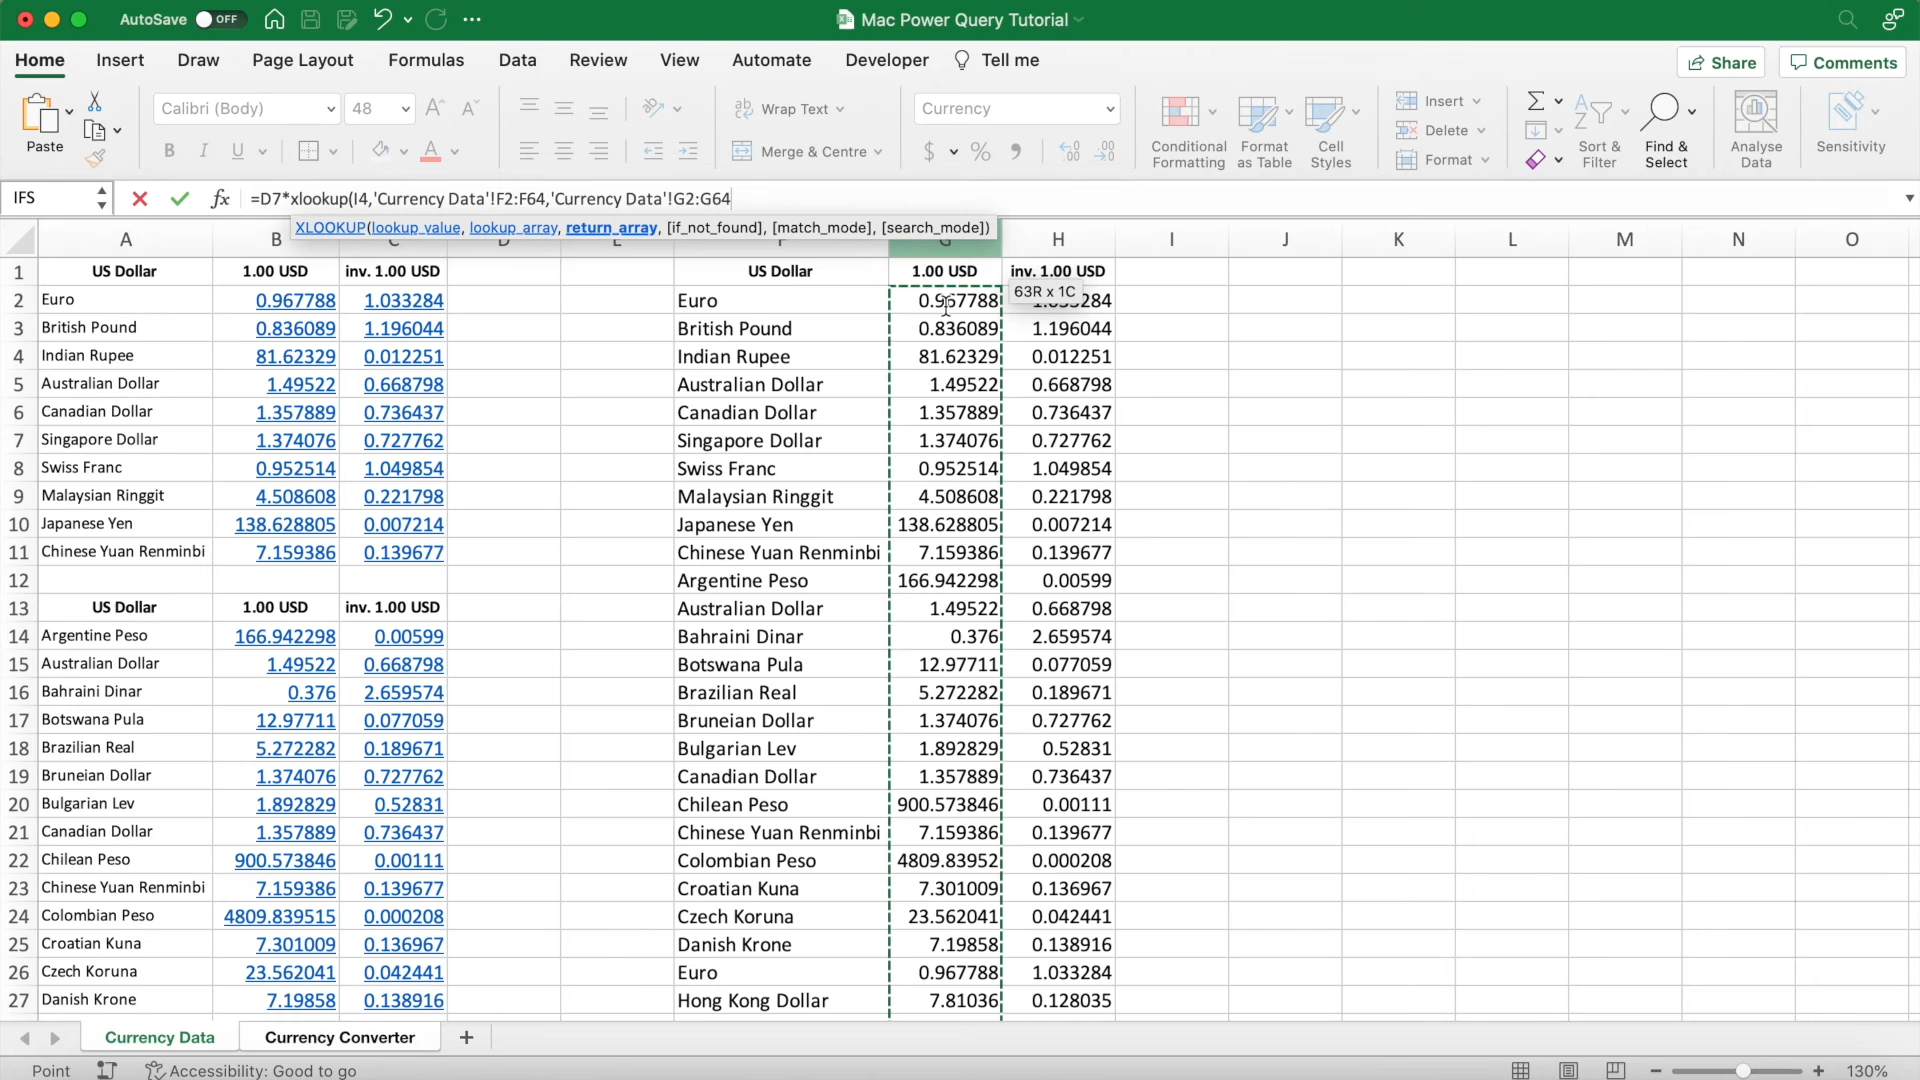 AutoSave OFF Mac Power Query Tutorial
Home Insert Draw Page Layout Formulas Data Review View Automate Developer Tell me Share Comments
Paste Calibri (Body) 48 Wrap Text Currency Insert
B I U Merge & Centre $ % Delete
Conditional Formatting Format as Table Cell Styles Format Sort & Filter Find & Select Analyse Data Sensitivity
IFS fx =D7*xlookup(I4,'Currency Data'!F2:F64,'Currency Data'!G2:G64
XLOOKUP(lookup_value, lookup_array, return_array, [if_not_found], [match_mode], [search_mode])
A B H I J K L M N O
1 US Dollar 1.00 USD inv. 1.00 USD US Dollar 1.00 USD inv. 1.00 USD
63R x 1C
2 Euro 0.967788 1.033284 Euro 0.967788
3 British Pound 0.836089 1.196044 British Pound 0.836089 1.196044
4 Indian Rupee 81.62329 0.012251 Indian Rupee 81.62329 0.012251
5 Australian Dollar 1.49522 0.668798 Australian Dollar 1.49522 0.668798
6 Canadian Dollar 1.357889 0.736437 Canadian Dollar 1.357889 0.736437
7 Singapore Dollar 1.374076 0.727762 Singapore Dollar 1.374076 0.727762
8 Swiss Franc 0.952514 1.049854 Swiss Franc 0.952514 1.049854
9 Malaysian Ringgit 4.508608 0.221798 Malaysian Ringgit 4.508608 0.221798
10 Japanese Yen 138.628805 0.007214 Japanese Yen 138.628805 0.007214
11 Chinese Yuan Renminbi 7.159386 0.139677 Chinese Yuan Renminbi 7.159386 0.139677
12 Argentine Peso 166.942298 0.00599
13 US Dollar 1.00 USD inv. 1.00 USD Australian Dollar 1.49522 0.668798
14 Argentine Peso 166.942298 0.00599 Bahraini Dinar 0.376 2.659574
15 Australian Dollar 1.49522 0.668798 Botswana Pula 12.97711 0.077059
16 Bahraini Dinar 0.376 2.659574 Brazilian Real 5.272282 0.189671
17 Botswana Pula 12.97711 0.077059 Bruneian Dollar 1.374076 0.727762
18 Brazilian Real 5.272282 0.189671 Bulgarian Lev 1.892829 0.52831
19 Bruneian Dollar 1.374076 0.727762 Canadian Dollar 1.357889 0.736437
20 Bulgarian Lev 1.892829 0.52831 Chilean Peso 900.573846 0.00111
21 Canadian Dollar 1.357889 0.736437 Chinese Yuan Renminbi 7.159386 0.139677
22 Chilean Peso 900.573846 0.00111 Colombian Peso 4809.83952 0.000208
23 Chinese Yuan Renminbi 7.159386 0.139677 Croatian Kuna 7.301009 0.136967
24 Colombian Peso 4809.839515 0.000208 Czech Koruna 23.562041 0.042441
25 Croatian Kuna 7.301009 0.136967 Danish Krone 7.19858 0.138916
26 Czech Koruna 23.562041 0.042441 Euro 0.967788 1.033284
27 Danish Krone 7.19858 0.138916 Hong Kong Dollar 7.81036 0.128035
Currency Data Currency Converter
Point Accessibility: Good to go 130%